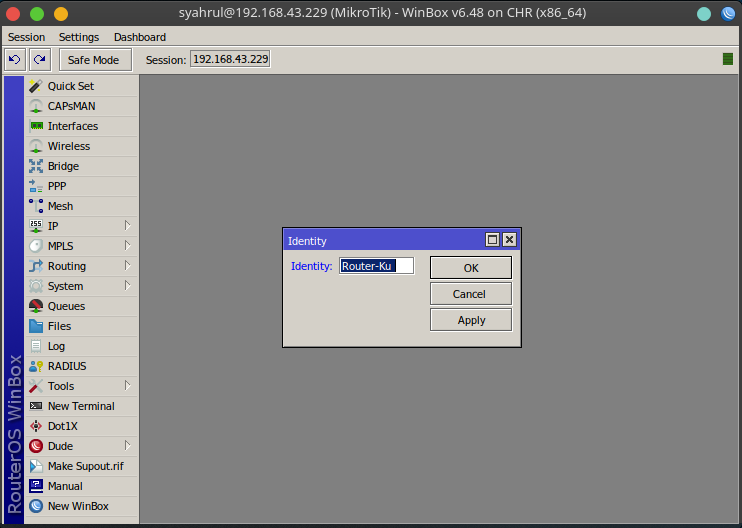 syahrul@192.168.43.229 (MikroTik) - WinBox v6.48 on CHR (x86_64)
Session Settings Dashboard
Safe Mode Session: 192.168.43.229
Quick Set
CAPsMAN
Interfaces
Wireless
Bridge
PPP
Mesh
255 IP
MPLS
Routing
System
Queues
Files
Log
RADIUS
Tools
New Terminal
Dot1X
Dude
Make Supout.rif
Manual
New WinBox
RouterOS WinBox
Identity
Identity: Router-Ku
OK
Cancel
Apply